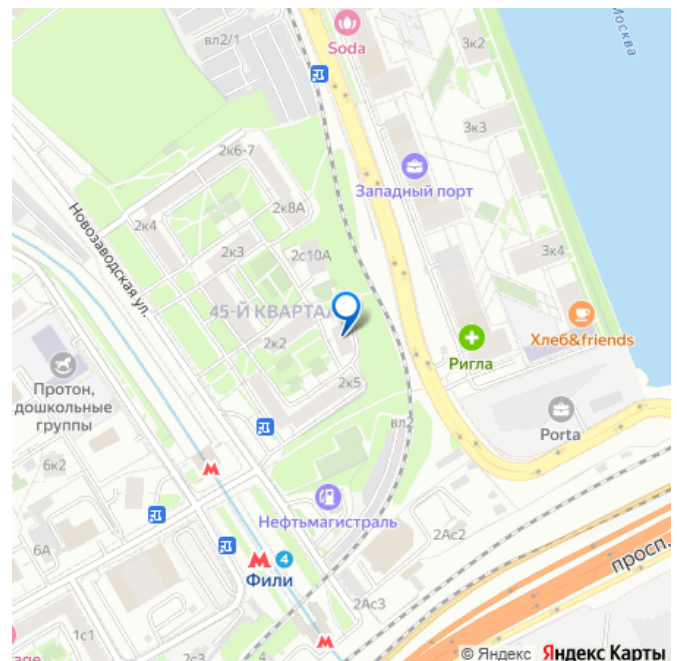 вл2/1
Soda
3к2
Москва
3к3
2к6-7
Западный порт
2к8А
2к4
Новозаводская ул.
2к3
2с10А
3к4
45-Й КВАРТАЛ
Хлеб&friends
2к2
Ригла
Протон,
дошкольные
группы
2к5
вл2
Porta
6к2
Нефтьмагистраль
2Ас2
6А
4
Фили
просп.
2Ас3
1с1
2с3
© Яндекс Яндекс Карты